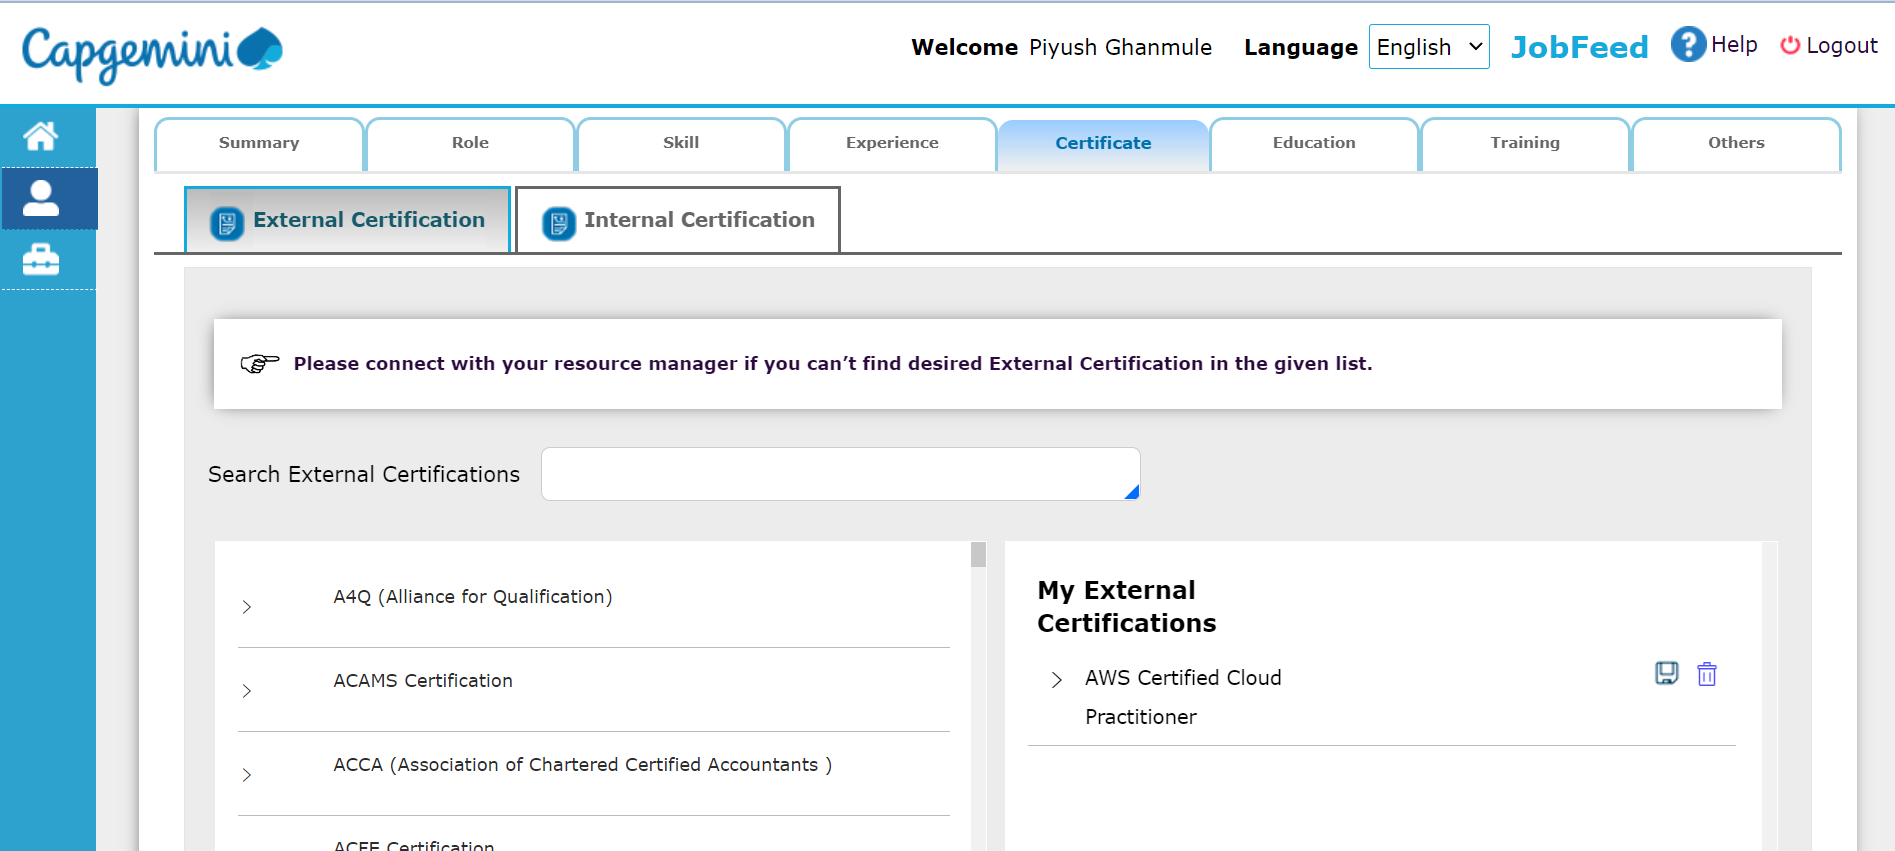 Capgemini
Welcome Piyush Ghanmule Language English JobFeed ? Help Logout
Summary Role Skill Experience Certificate Education Training Others
External Certification Internal Certification
Please connect with your resource manager if you can’t find desired External Certification in the given list.
Search External Certifications
A4Q (Alliance for Qualification)
ACAMS Certification
ACCA (Association of Chartered Certified Accountants )
ACFE Certification
My External
Certifications
AWS Certified Cloud
Practitioner